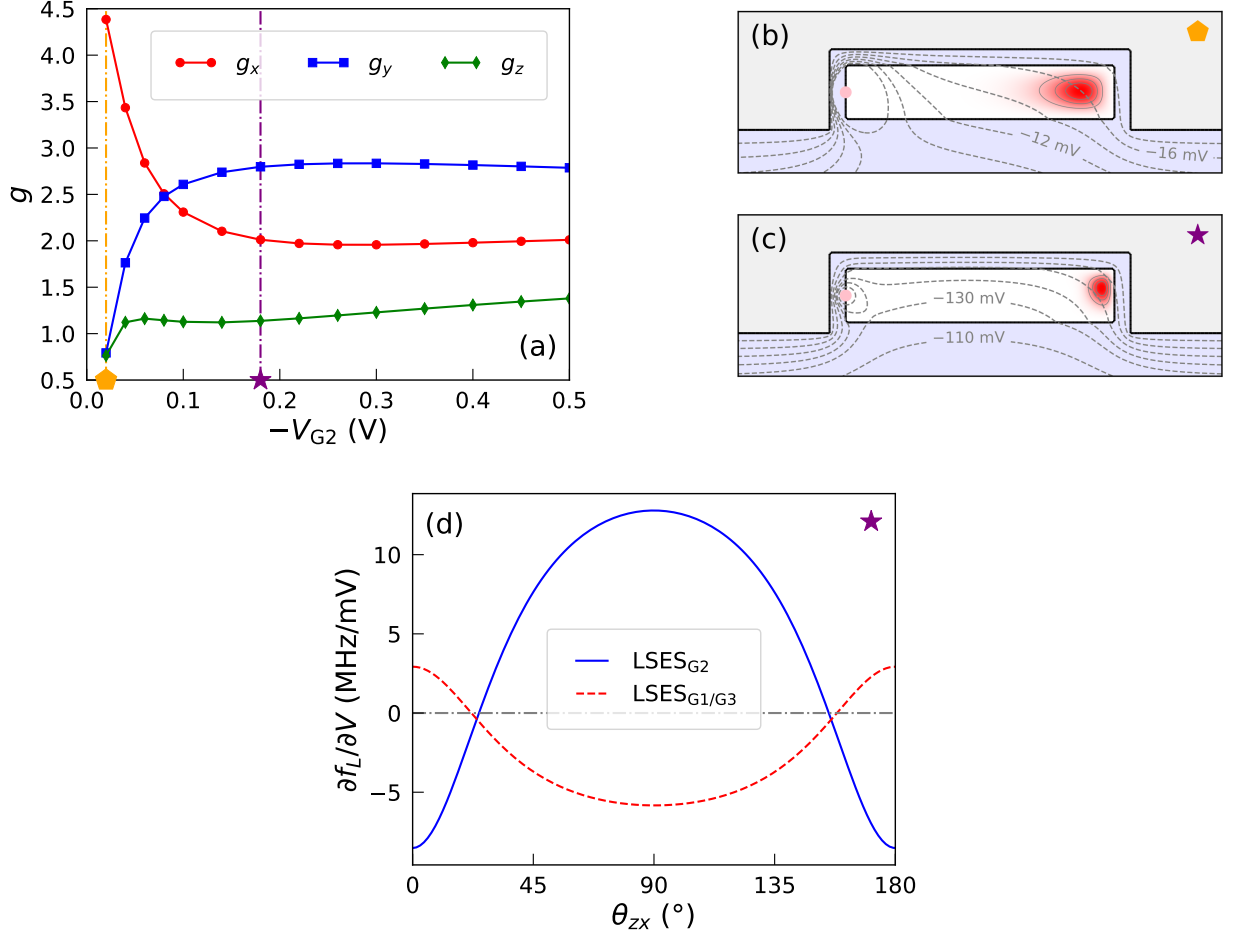 4.5
4.0
3.5
3.0
2.5
2.0
1.5
1.0
0.5
g
g_x g_y g_z
(a)
0.0 0.1 0.2 0.3 0.4 0.5
−V_G2 (V)
(b)
−12 mV
−16 mV
(c)
−130 mV
−110 mV
(d)
10
5
0
−5
∂f_L/∂V (MHz/mV)
LSES_G2
LSES_G1/G3
0 45 90 135 180
θ_zx (°)